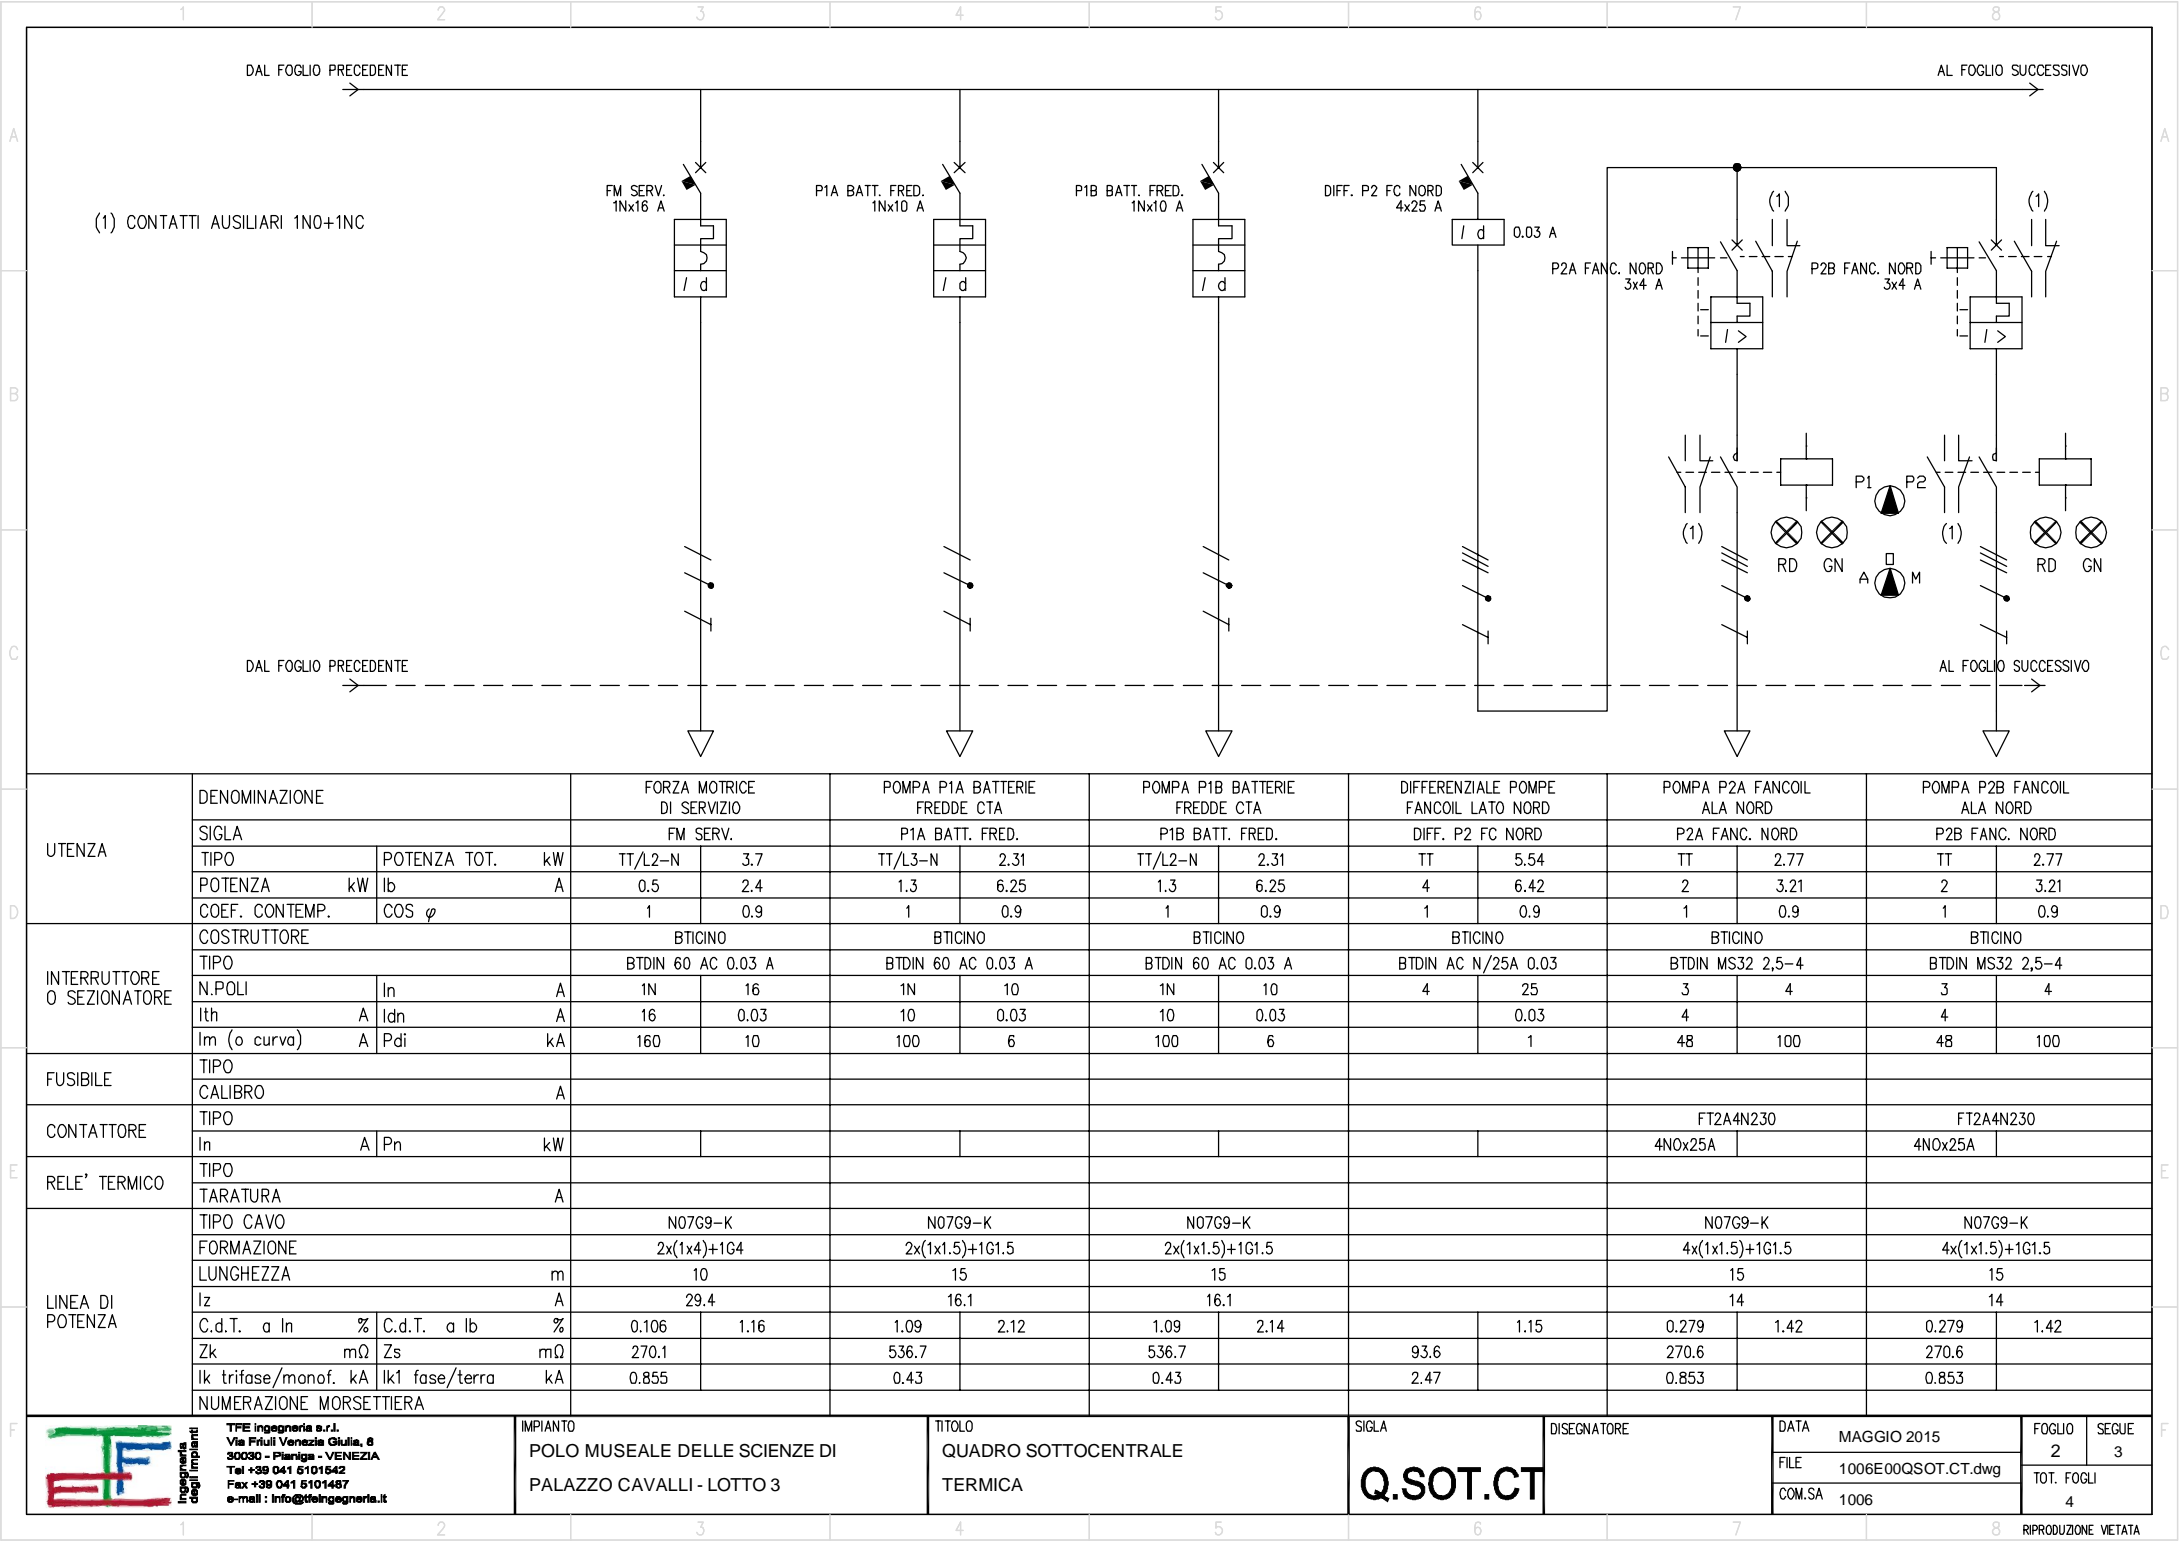 1 2 3 4 5 6 7 8
DAL FOGLIO PRECEDENTE
AL FOGLIO SUCCESSIVO
A A
FM SERV.
1Nx16 A
P1A BATT. FRED.
1Nx10 A
P1B BATT. FRED.
1Nx10 A
DIFF. P2 FC NORD
4x25 A
(1) (1)
(1) CONTATTI AUSILIARI 1NO+1NC
I d 0.03 A
P2A FANC. NORD
3x4 A
P2B FANC. NORD
3x4 A
I d I d I d
I > I >
B B
P1 P2
(1) (1)
RD GN RD GN
A M
C C
DAL FOGLIO PRECEDENTE
AL FOGLIO SUCCESSIVO
UTENZA
DENOMINAZIONE
FORZA MOTRICE
DI SERVIZIO
POMPA P1A BATTERIE
FREDDE CTA
POMPA P1B BATTERIE
FREDDE CTA
DIFFERENZIALE POMPE
FANCOIL LATO NORD
POMPA P2A FANCOIL
ALA NORD
POMPA P2B FANCOIL
ALA NORD
SIGLA FM SERV. P1A BATT. FRED. P1B BATT. FRED. DIFF. P2 FC NORD P2A FANC. NORD P2B FANC. NORD
TIPO POTENZA TOT. kW TT/L2-N 3.7 TT/L3-N 2.31 TT/L2-N 2.31 TT 5.54 TT 2.77 TT 2.77
POTENZA kW Ib A 0.5 2.4 1.3 6.25 1.3 6.25 4 6.42 2 3.21 2 3.21
D COEF. CONTEMP. COS φ 1 0.9 1 0.9 1 0.9 1 0.9 1 0.9 1 0.9 D
INTERRUTTORE
O SEZIONATORE
COSTRUTTORE BTICINO BTICINO BTICINO BTICINO BTICINO BTICINO
TIPO BTDIN 60 AC 0.03 A BTDIN 60 AC 0.03 A BTDIN 60 AC 0.03 A BTDIN AC N/25A 0.03 BTDIN MS32 2,5-4 BTDIN MS32 2,5-4
N.POLI In A 1N 16 1N 10 1N 10 4 25 3 4 3 4
Ith A Idn A 16 0.03 10 0.03 10 0.03 0.03 4 4
Im (o curva) A Pdi kA 160 10 100 6 100 6 1 48 100 48 100
FUSIBILE
TIPO
CALIBRO A
CONTATTORE
TIPO FT2A4N230 FT2A4N230
In A Pn kW 4NOx25A 4NOx25A
E E
RELE' TERMICO
TIPO
TARATURA A
LINEA DI
POTENZA
TIPO CAVO N07G9-K N07G9-K N07G9-K N07G9-K N07G9-K
FORMAZIONE 2x(1x4)+1G4 2x(1x1.5)+1G1.5 2x(1x1.5)+1G1.5 4x(1x1.5)+1G1.5 4x(1x1.5)+1G1.5
LUNGHEZZA m 10 15 15 15 15
Iz A 29.4 16.1 16.1 14 14
C.d.T. a In % C.d.T. a Ib % 0.106 1.16 1.09 2.12 1.09 2.14 1.15 0.279 1.42 0.279 1.42
Zk mΩ Zs mΩ 270.1 536.7 536.7 93.6 270.6 270.6
Ik trifase/monof. kA Ik1 fase/terra kA 0.855 0.43 0.43 2.47 0.853 0.853
NUMERAZIONE MORSETTIERA
F F
TFE
Ingegneria
degli Impianti
TFE ingegneria s.r.l.
Via Friuli Venezia Giulia, 8
30030 - Pianiga - VENEZIA
Tel +39 041 5101542
Fax +39 041 5101487
e-mail : info@tfeingegneria.it
IMPIANTO
POLO MUSEALE DELLE SCIENZE DI
PALAZZO CAVALLI - LOTTO 3
TITOLO
QUADRO SOTTOCENTRALE
TERMICA
SIGLA
Q.SOT.CT
DISEGNATORE
DATA MAGGIO 2015
FILE 1006E00QSOT.CT.dwg
COM.SA 1006
FOGLIO
2
SEGUE
3
TOT. FOGLI
4
1 2 3 4 5 6 7 8
RIPRODUZIONE VIETATA